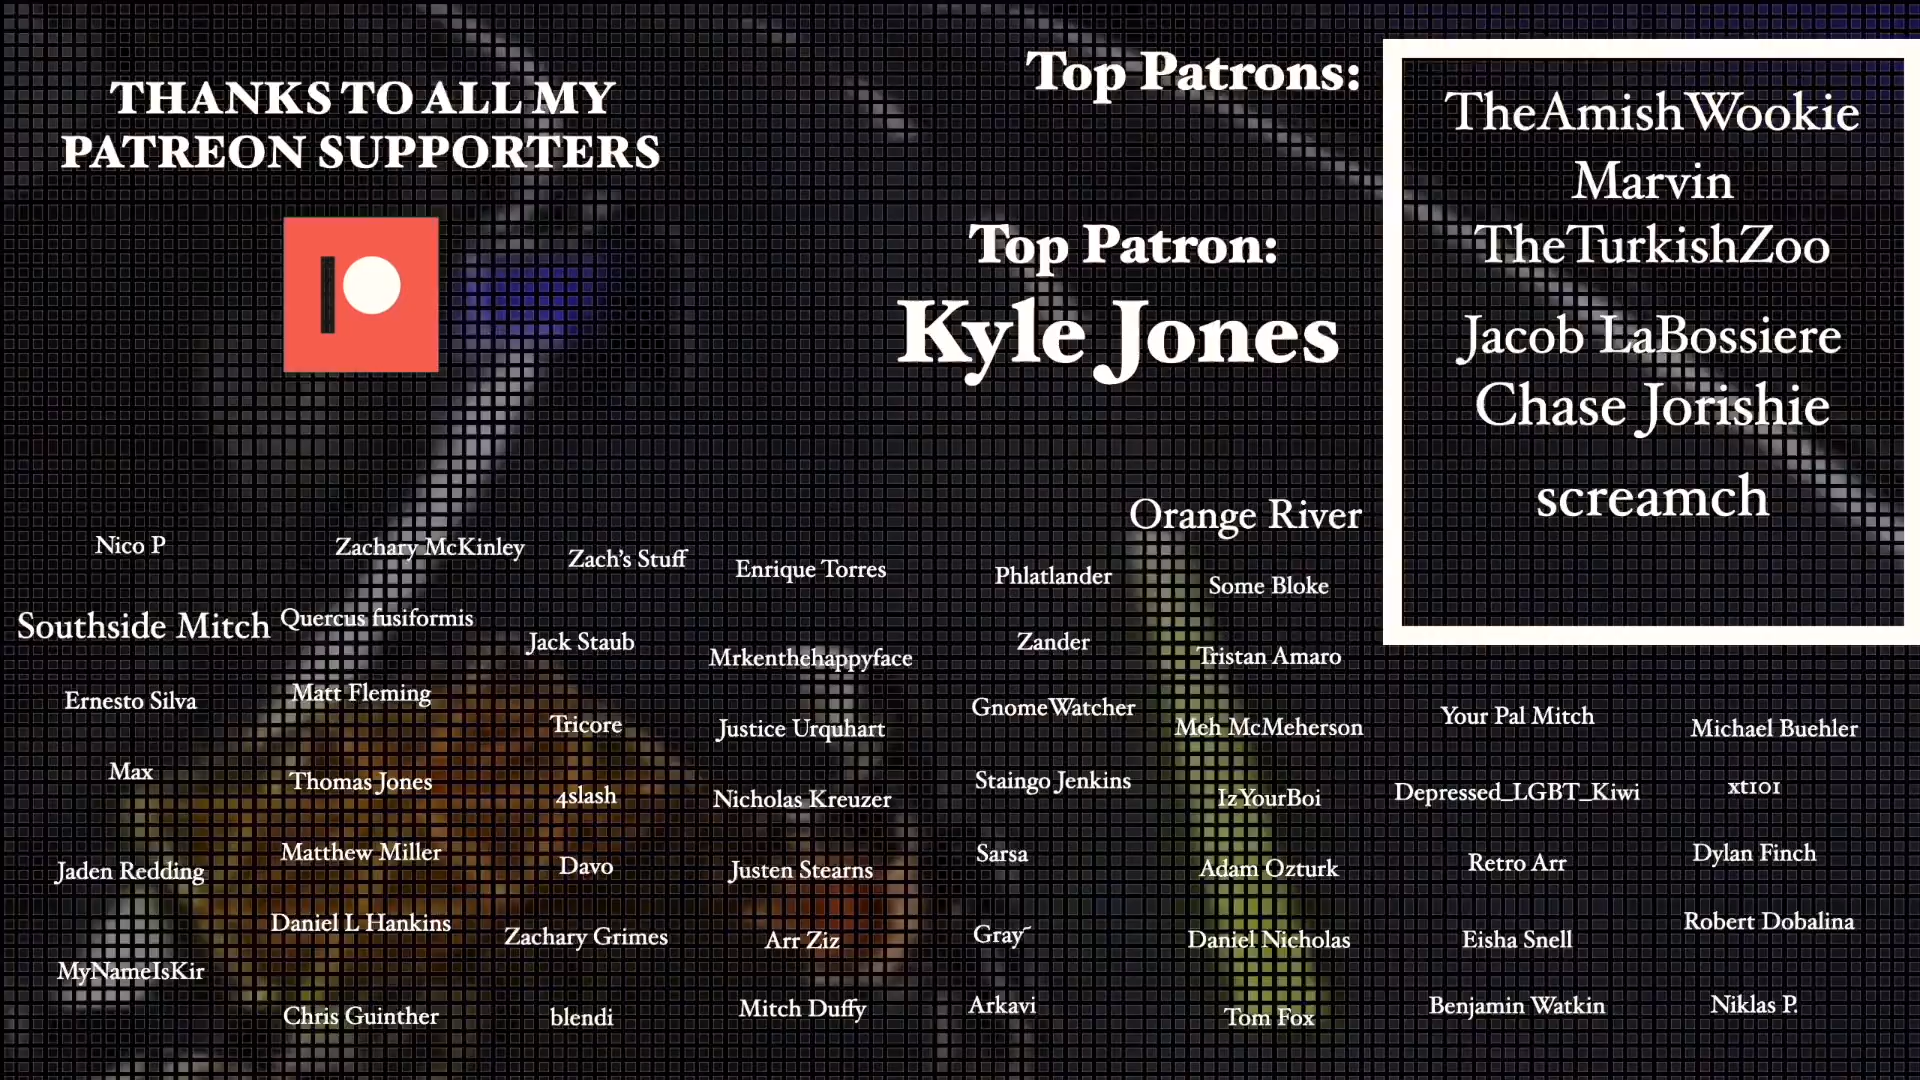 THANKS TO ALL MY
PATREON SUPPORTERS
Top Patrons:
TheAmishWookie
Marvin
TheTurkishZoo
Jacob LaBossiere
Chase Jorishie
screamch
Top Patron:
Kyle Jones
Nico P
Southside Mitch
Ernesto Silva
Max
Jaden Redding
MyNameIsKir
Zachary McKinley
Quercus fusiformis
Matt Fleming
Thomas Jones
Matthew Miller
Daniel L Hankins
Chris Guinther
Zach’s Stuff
Jack Staub
Tricore
4slash
Davo
Zachary Grimes
blendi
Enrique Torres
Mrkenthehappyface
Justice Urquhart
Nicholas Kreuzer
Justen Stearns
Arr Ziz
Mitch Duffy
Phlatlander
Zander
GnomeWatcher
Staingo Jenkins
Sarsa
Gray˜
Arkavi
Orange River
Some Bloke
Tristan Amaro
Meh McMeherson
IzYourBoi
Adam Ozturk
Daniel Nicholas
Tom Fox
Your Pal Mitch
Depressed_LGBT_Kiwi
Retro Arr
Eisha Snell
Benjamin Watkin
Michael Buehler
xt101
Dylan Finch
Robert Dobalina
Niklas P.